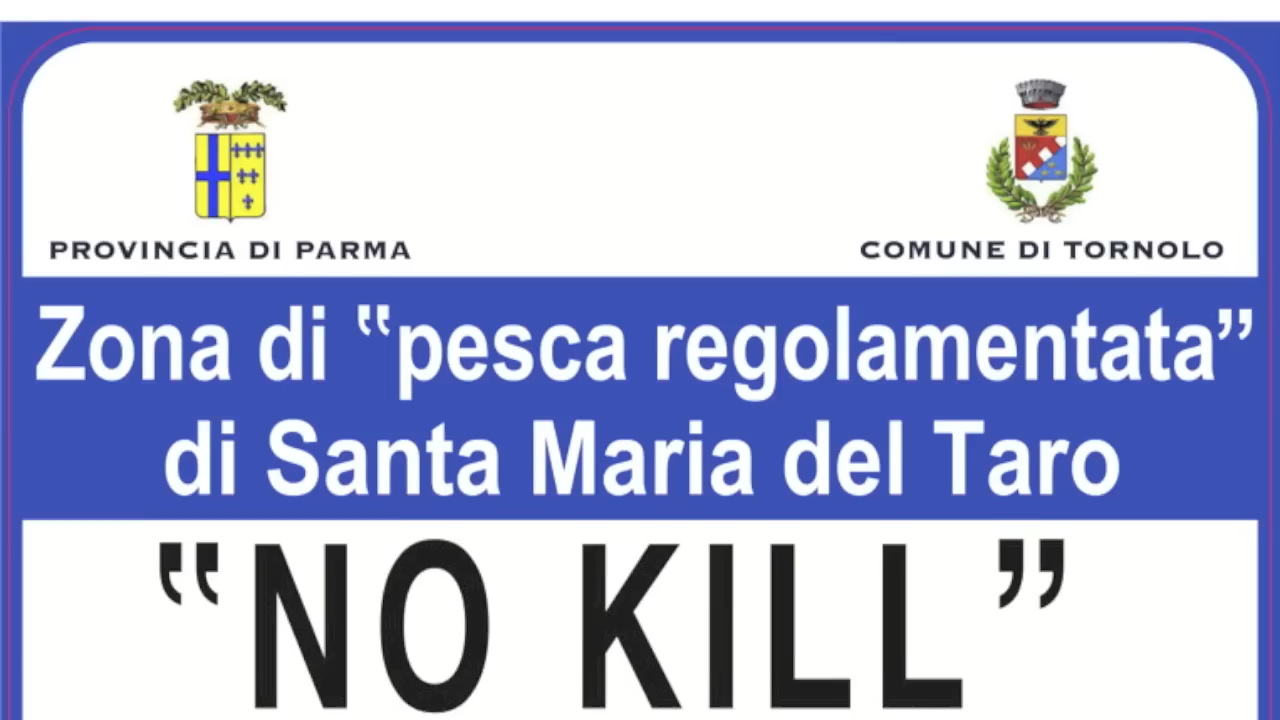 PROVINCIA DI PARMA
COMUNE DI TORNOLO
Zona di “pesca regolamentata”
di Santa Maria del Taro
“NO KILL”